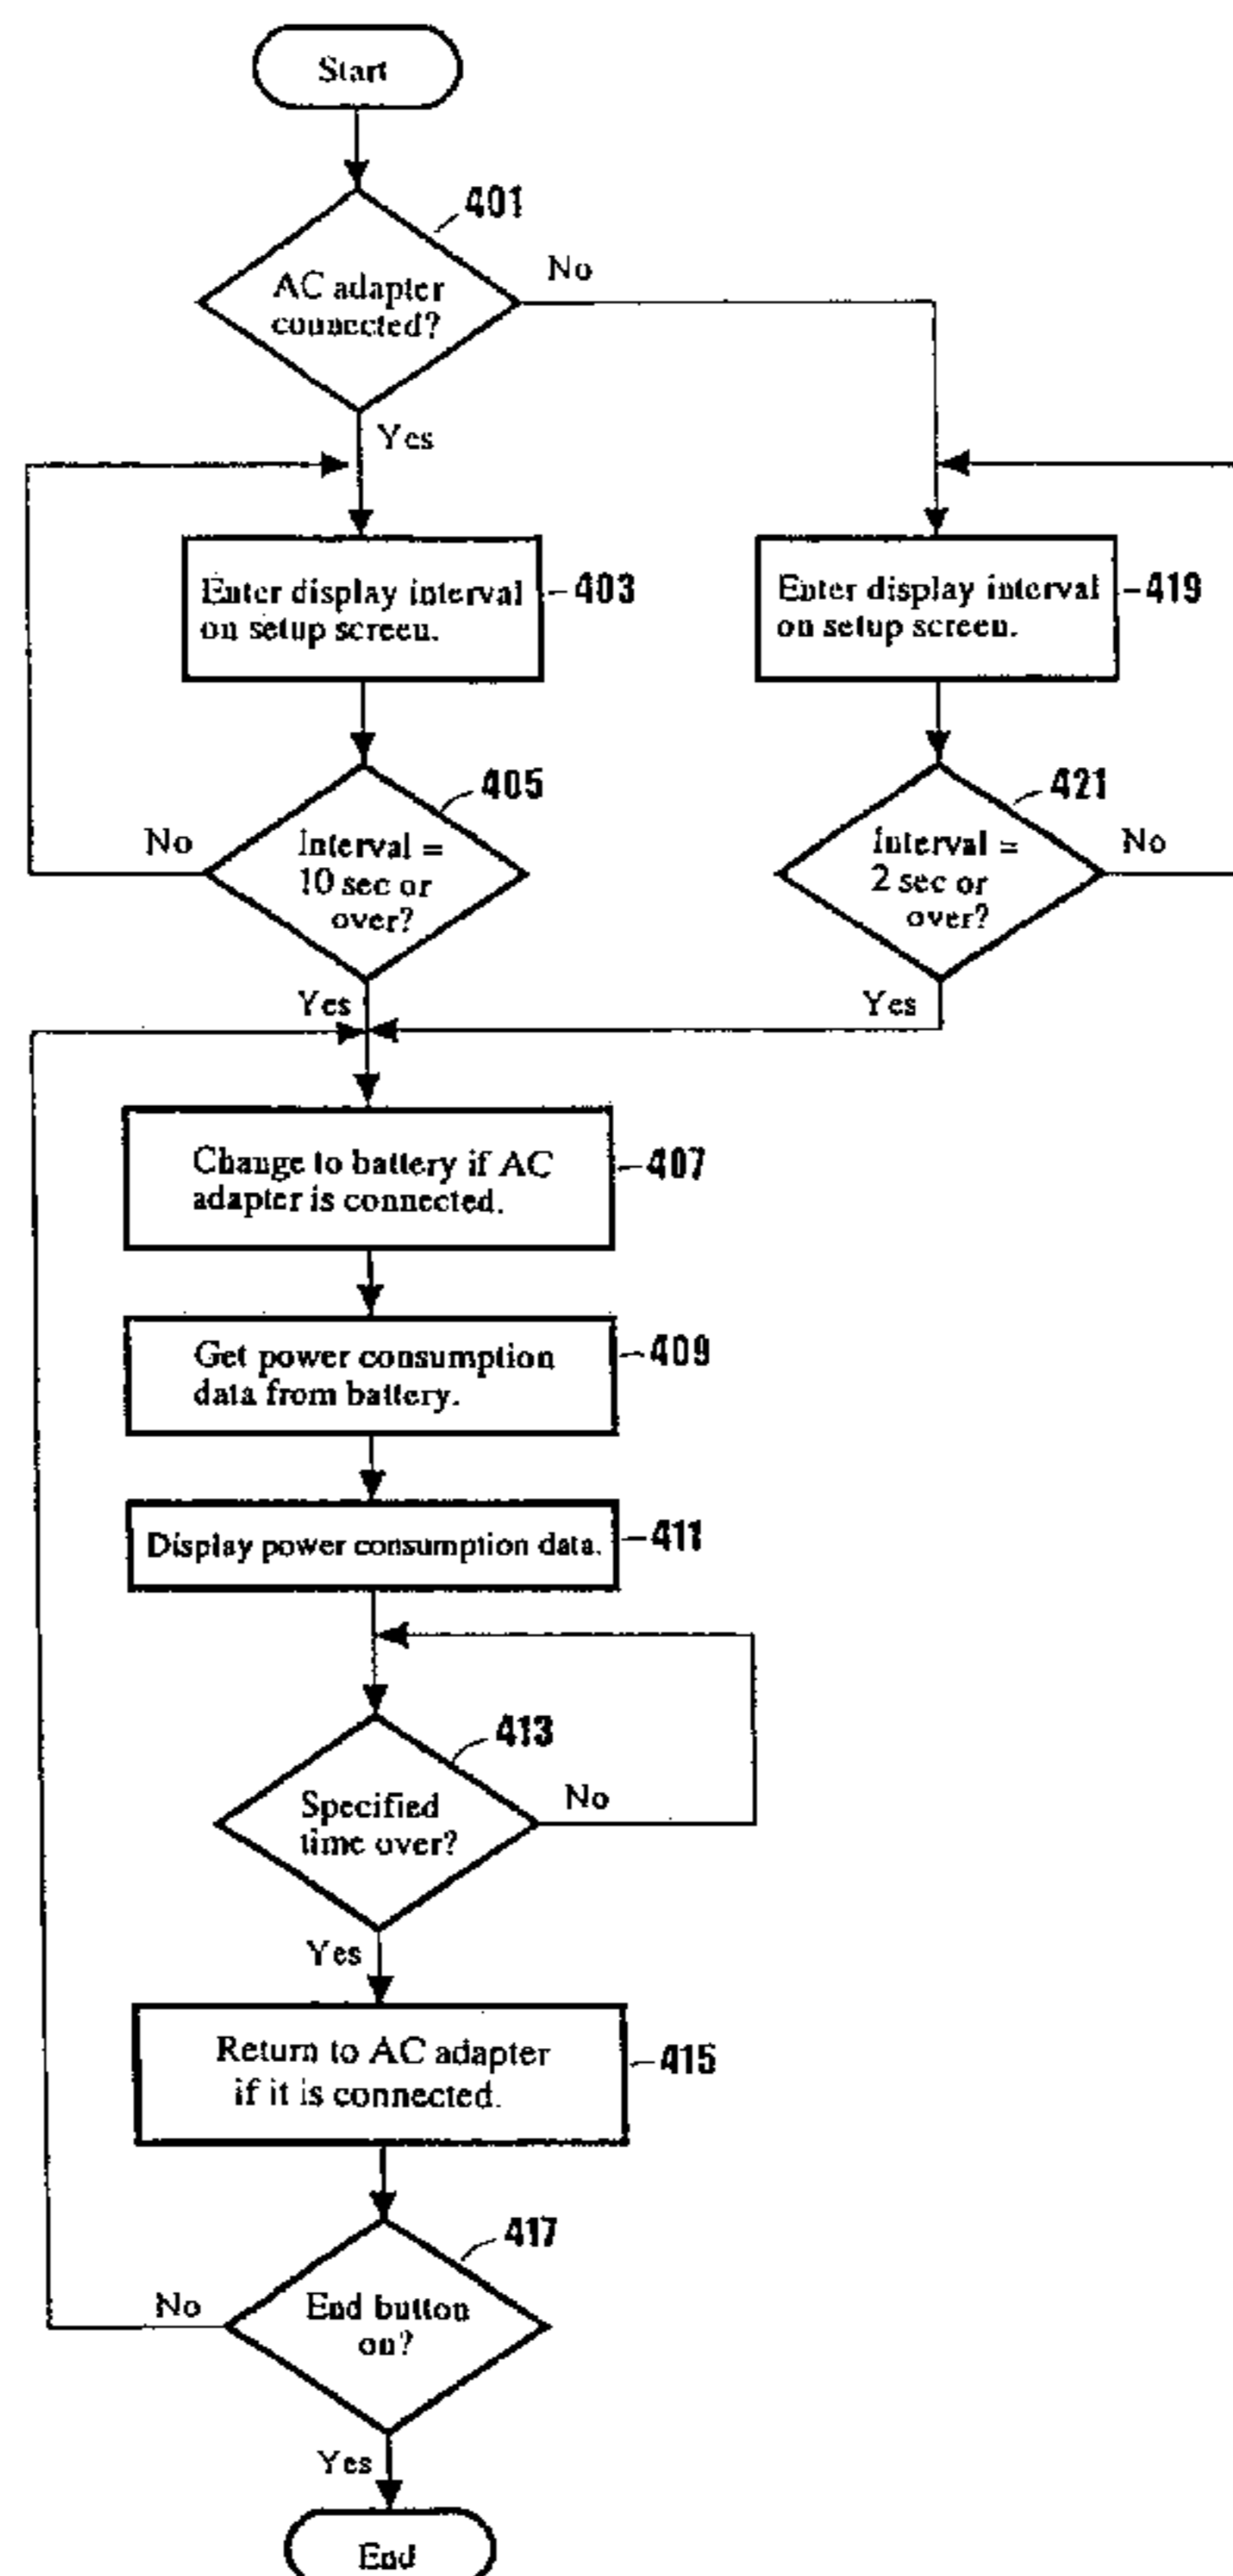 Start
401
AC adapter
connected?
No
Yes
Enter display interval
on setup screen.
403
Enter display interval
on setup screen.
419
405
Interval =
10 sec or
over?
No
Yes
421
Interval =
2 sec or
over?
No
Yes
Change to battery if AC
adapter is connected.
407
Get power consumption
data from battery.
409
Display power consumption data.
411
413
Specified
time over?
No
Yes
Return to AC adapter
if it is connected.
415
417
End button
on?
No
Yes
End